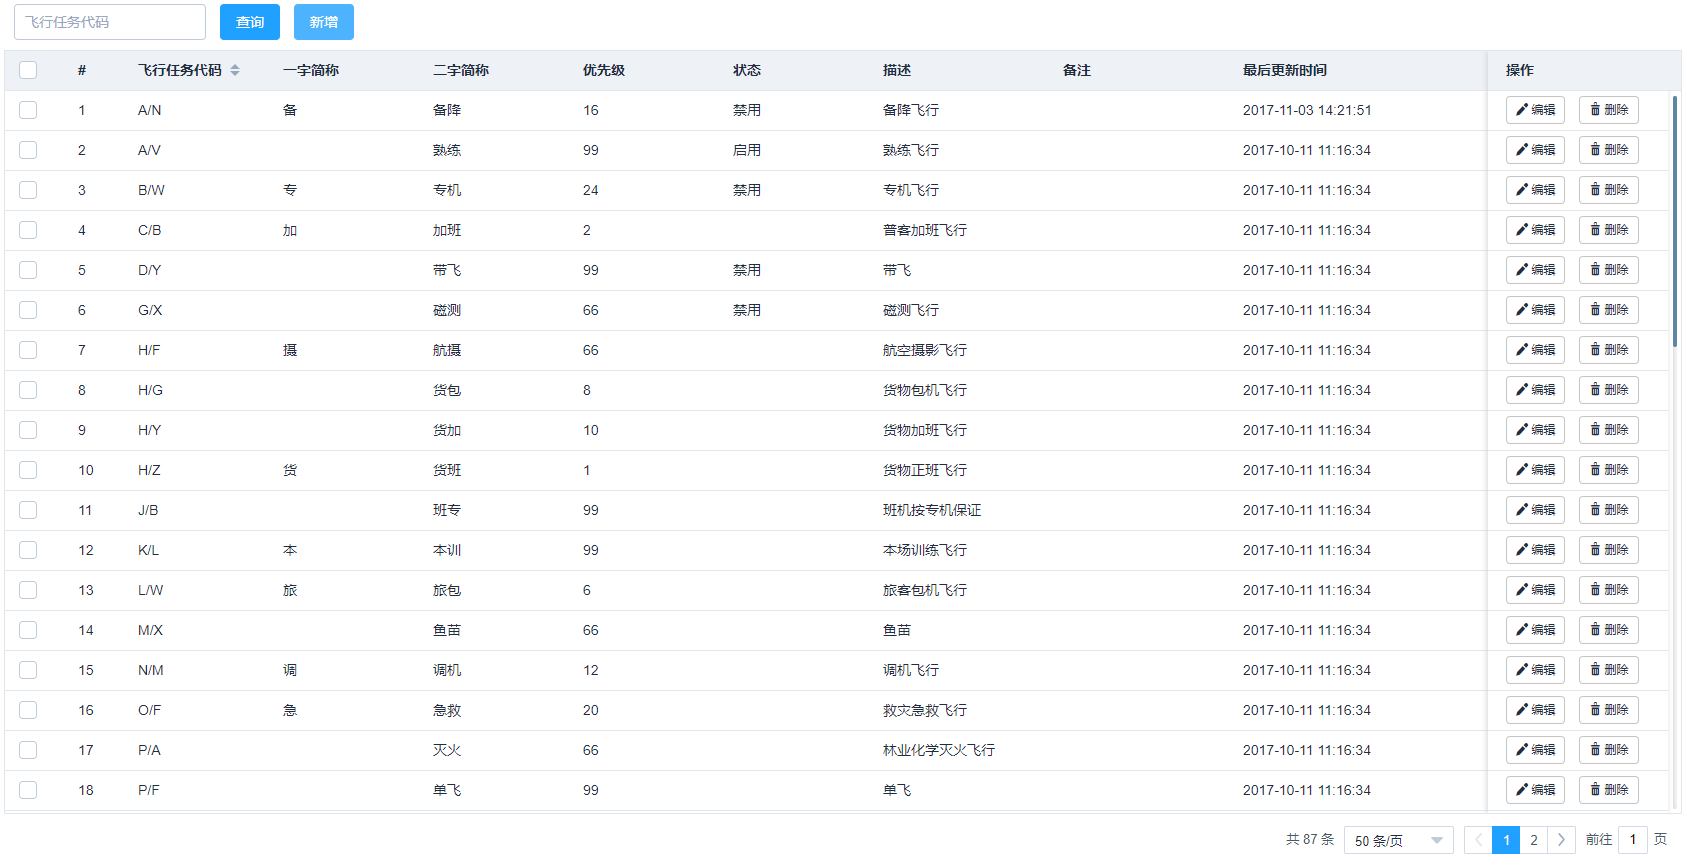 飞行任务代码 查询 新增
# 飞行任务代码 一字简称 二字简称 优先级 状态 描述 备注 最后更新时间 操作
1 A/N 备 备降 16 禁用 备降飞行 2017-11-03 14:21:51 编辑 删除
2 A/V 熟练 99 启用 熟练飞行 2017-10-11 11:16:34 编辑 删除
3 B/W 专 专机 24 禁用 专机飞行 2017-10-11 11:16:34 编辑 删除
4 C/B 加 加班 2 普客加班飞行 2017-10-11 11:16:34 编辑 删除
5 D/Y 带飞 99 禁用 带飞 2017-10-11 11:16:34 编辑 删除
6 G/X 磁测 66 禁用 磁测飞行 2017-10-11 11:16:34 编辑 删除
7 H/F 摄 航摄 66 航空摄影飞行 2017-10-11 11:16:34 编辑 删除
8 H/G 货包 8 货物包机飞行 2017-10-11 11:16:34 编辑 删除
9 H/Y 货加 10 货物加班飞行 2017-10-11 11:16:34 编辑 删除
10 H/Z 货 货班 1 货物正班飞行 2017-10-11 11:16:34 编辑 删除
11 J/B 班专 99 班机按专机保证 2017-10-11 11:16:34 编辑 删除
12 K/L 本 本训 99 本场训练飞行 2017-10-11 11:16:34 编辑 删除
13 L/W 旅 旅包 6 旅客包机飞行 2017-10-11 11:16:34 编辑 删除
14 M/X 鱼苗 66 鱼苗 2017-10-11 11:16:34 编辑 删除
15 N/M 调 调机 12 调机飞行 2017-10-11 11:16:34 编辑 删除
16 O/F 急 急救 20 救灾急救飞行 2017-10-11 11:16:34 编辑 删除
17 P/A 灭火 66 林业化学灭火飞行 2017-10-11 11:16:34 编辑 删除
18 P/F 单飞 99 单飞 2017-10-11 11:16:34 编辑 删除
共 87 条 50 条/页 1 2 前往 1 页